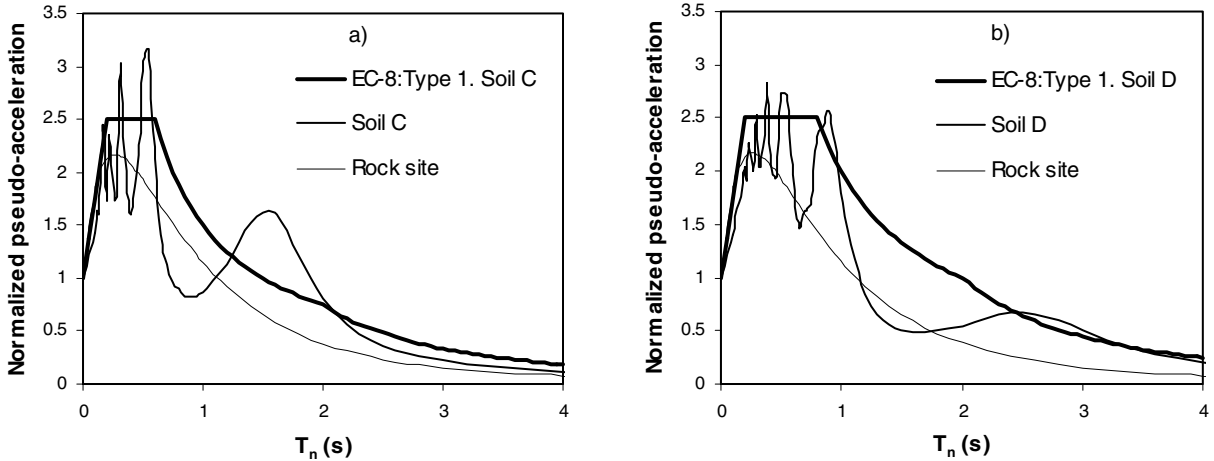 Normalized pseudo-acceleration
3.5
3
2.5
2
1.5
1
0.5
0
a)
EC-8:Type 1. Soil C
Soil C
Rock site
0 1 2 3 4
Tn (s)
Normalized pseudo-acceleration
3.5
3
2.5
2
1.5
1
0.5
0
b)
EC-8:Type 1. Soil D
Soil D
Rock site
0 1 2 3 4
Tn (s)